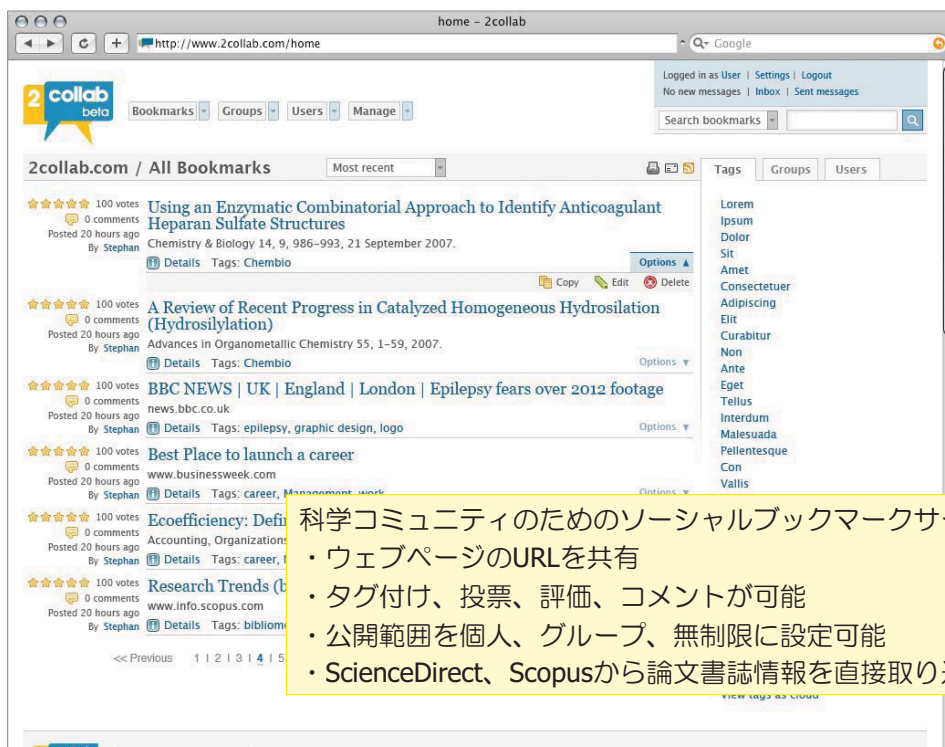 home – 2collab
http://www.2collab.com/home
Google
Logged in as User | Settings | Logout
No new messages | Inbox | Sent messages
2 collab
beta
Bookmarks Groups Users Manage
Search bookmarks
2collab.com / All Bookmarks
Most recent
Tags Groups Users
100 votes
0 comments
Posted 20 hours ago
By Stephan
Using an Enzymatic Combinatorial Approach to Identify Anticoagulant
Heparan Sulfate Structures
Chemistry & Biology 14, 9, 986–993, 21 September 2007.
Details Tags: Chembio
Options ▲
Copy Edit Delete
100 votes
0 comments
Posted 20 hours ago
By Stephan
A Review of Recent Progress in Catalyzed Homogeneous Hydrosilation
(Hydrosilylation)
Advances in Organometallic Chemistry 55, 1–59, 2007.
Details Tags: Chembio
Options ▼
100 votes
0 comments
Posted 20 hours ago
By Stephan
BBC NEWS | UK | England | London | Epilepsy fears over 2012 footage
news.bbc.co.uk
Details Tags: epilepsy, graphic design, logo
Options ▼
100 votes
0 comments
Posted 20 hours ago
By Stephan
Best Place to launch a career
www.businessweek.com
Details Tags: career, Management, work
Options ▼
100 votes
0 comments
Posted 20 hours ago
By Stephan
Ecoefficiency:
Accounting, Organizations
Details Tags: career,
100 votes
0 comments
Posted 20 hours ago
By Stephan
Research Trends
www.info.scopus.com
Details Tags:
<< Previous 1 | 2 | 3 | 4 | 5
Lorem
Ipsum
Dolor
Sit
Amet
Consectetuer
Adipiscing
Elit
Curabitur
Non
Ante
Eget
Tellus
Interdum
Malesuada
Pellentesque
Con
Vallis
科学コミュニティのためのソーシャルブックマークサ
・ウェブページのURLを共有
・タグ付け、投票、評価、コメントが可能
・公開範囲を個人、グループ、無制限に設定可能
・ScienceDirect、Scopusから論文書誌情報を直接取り
View tags as cloud